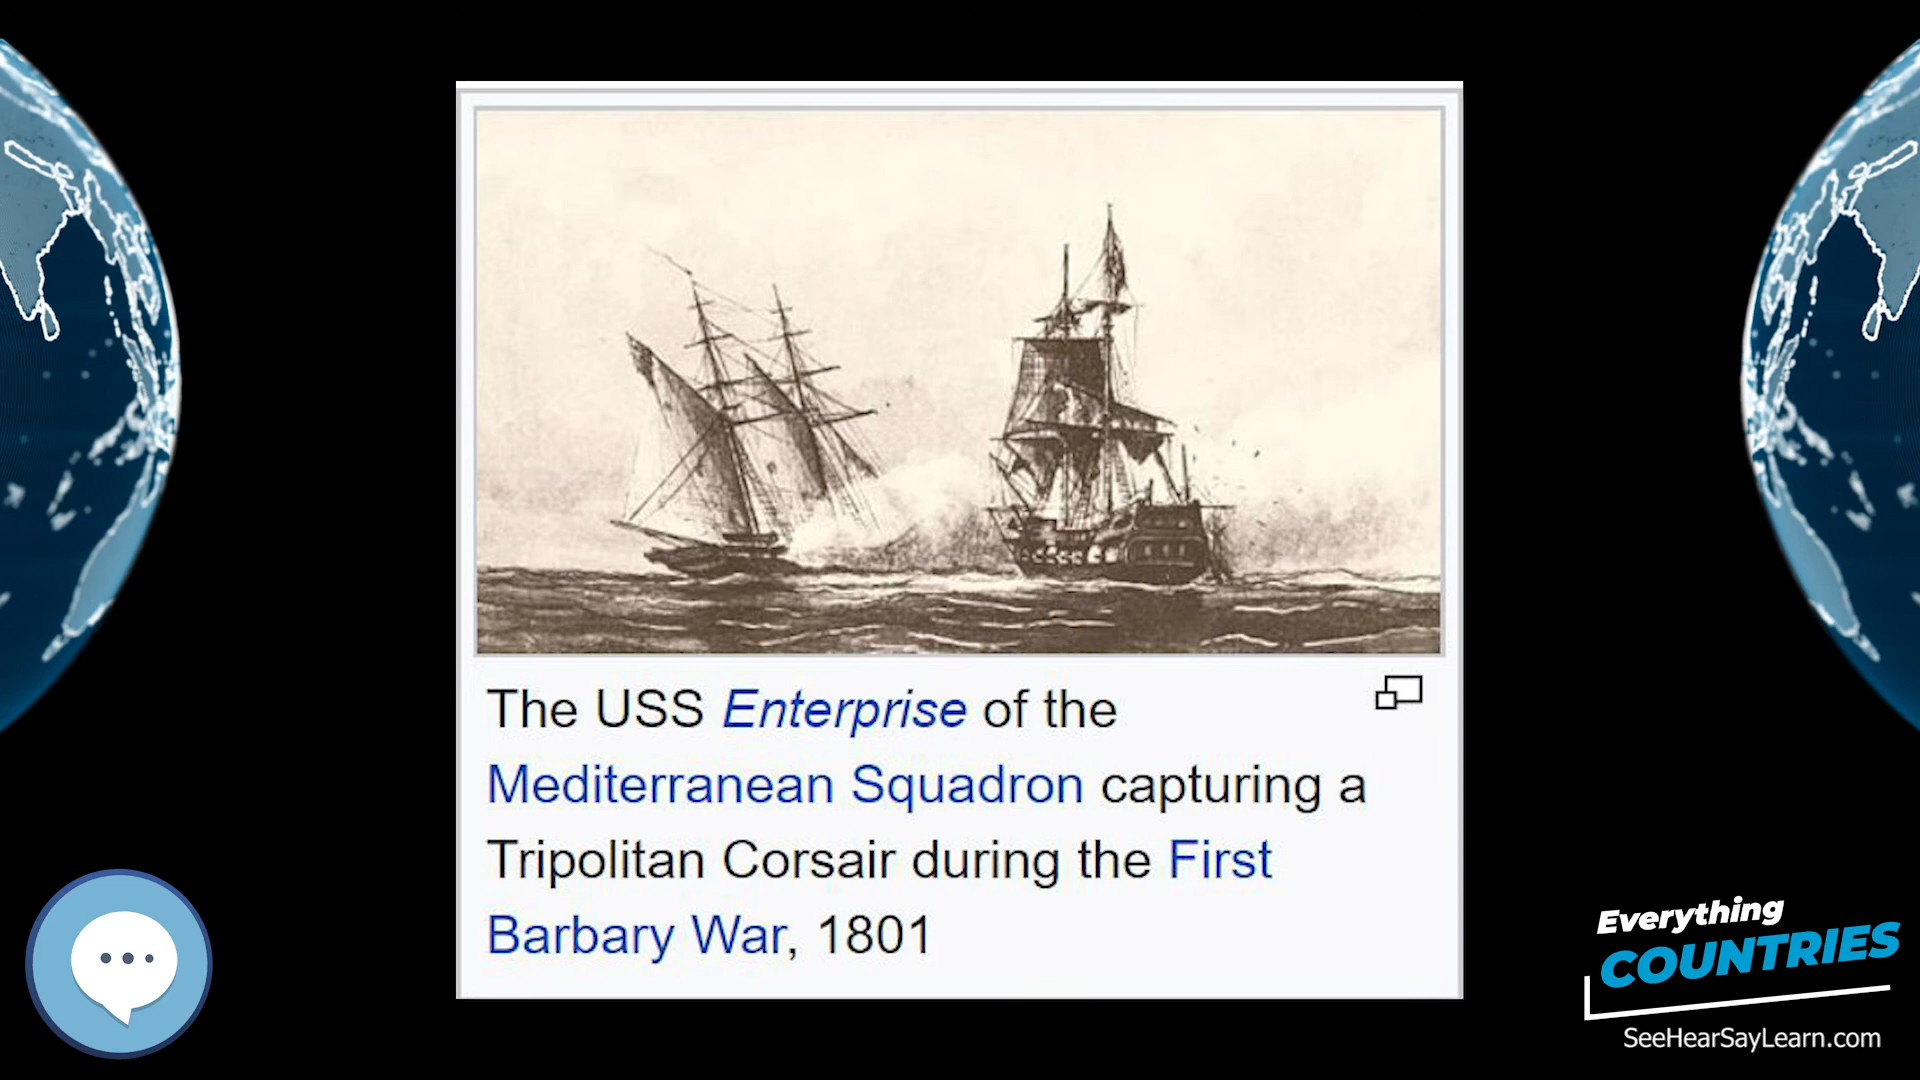 The USS Enterprise of the
Mediterranean Squadron capturing a
Tripolitan Corsair during the First
Barbary War, 1801
Everything
COUNTRIES
SeeHearSayLearn.com